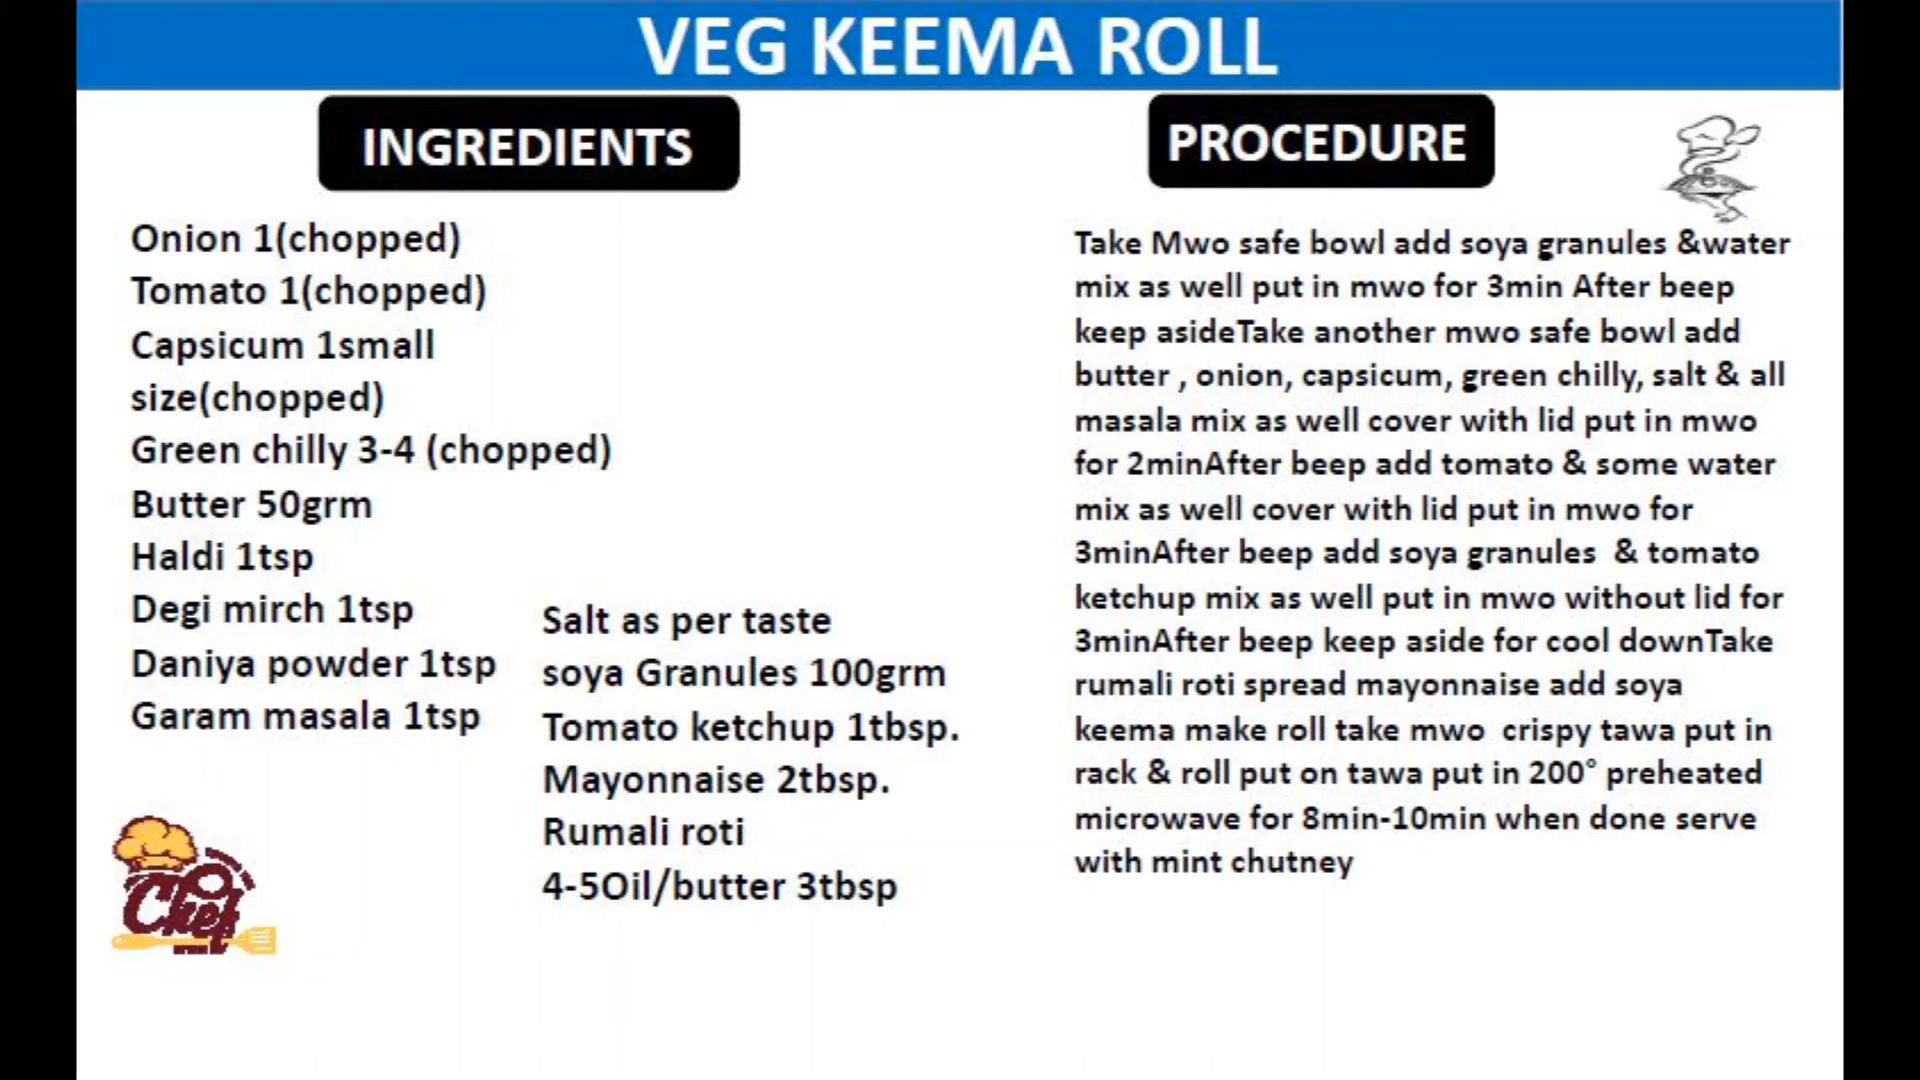 VEG KEEMA ROLL
INGREDIENTS
Onion 1(chopped)
Tomato 1(chopped)
Capsicum 1small
size(chopped)
Green chilly 3-4 (chopped)
Butter 50grm
Haldi 1tsp
Degi mirch 1tsp
Daniya powder 1tsp
Garam masala 1tsp
Salt as per taste
soya Granules 100grm
Tomato ketchup 1tbsp.
Mayonnaise 2tbsp.
Rumali roti
4-5Oil/butter 3tbsp
Chef
PROCEDURE
Take Mwo safe bowl add soya granules &water
mix as well put in mwo for 3min After beep
keep asideTake another mwo safe bowl add
butter , onion, capsicum, green chilly, salt & all
masala mix as well cover with lid put in mwo
for 2minAfter beep add tomato & some water
mix as well cover with lid put in mwo for
3minAfter beep add soya granules  & tomato
ketchup mix as well put in mwo without lid for
3minAfter beep keep aside for cool downTake
rumali roti spread mayonnaise add soya
keema make roll take mwo  crispy tawa put in
rack & roll put on tawa put in 200° preheated
microwave for 8min-10min when done serve
with mint chutney